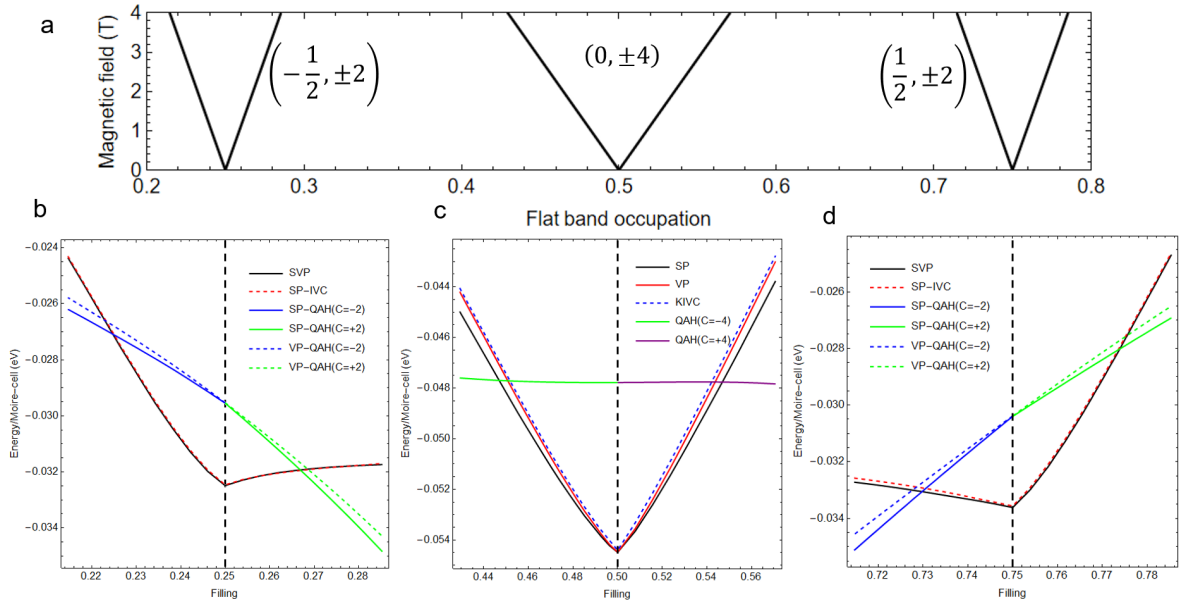 a
Magnetic field (T)
4
3
2
1
0
(-1/2, ±2)
(0, ±4)
(1/2, ±2)
0.2 0.3 0.4 0.5 0.6 0.7 0.8
Flat band occupation
b
Energy/Moire-cell (eV)
-0.024
-0.026
-0.028
-0.030
-0.032
-0.034
SVP
SP-IVC
SP-QAH(C=-2)
SP-QAH(C=+2)
VP-QAH(C=-2)
VP-QAH(C=+2)
0.22 0.23 0.24 0.25 0.26 0.27 0.28
Filling
c
Energy/Moire-cell (eV)
-0.044
-0.046
-0.048
-0.050
-0.052
-0.054
SP
VP
KIVC
QAH(C=-4)
QAH(C=+4)
0.44 0.46 0.48 0.50 0.52 0.54 0.56
Filling
d
Energy/Moire-cell (eV)
-0.026
-0.028
-0.030
-0.032
-0.034
SVP
SP-IVC
SP-QAH(C=-2)
SP-QAH(C=+2)
VP-QAH(C=-2)
VP-QAH(C=+2)
0.72 0.73 0.74 0.75 0.76 0.77 0.78
Filling